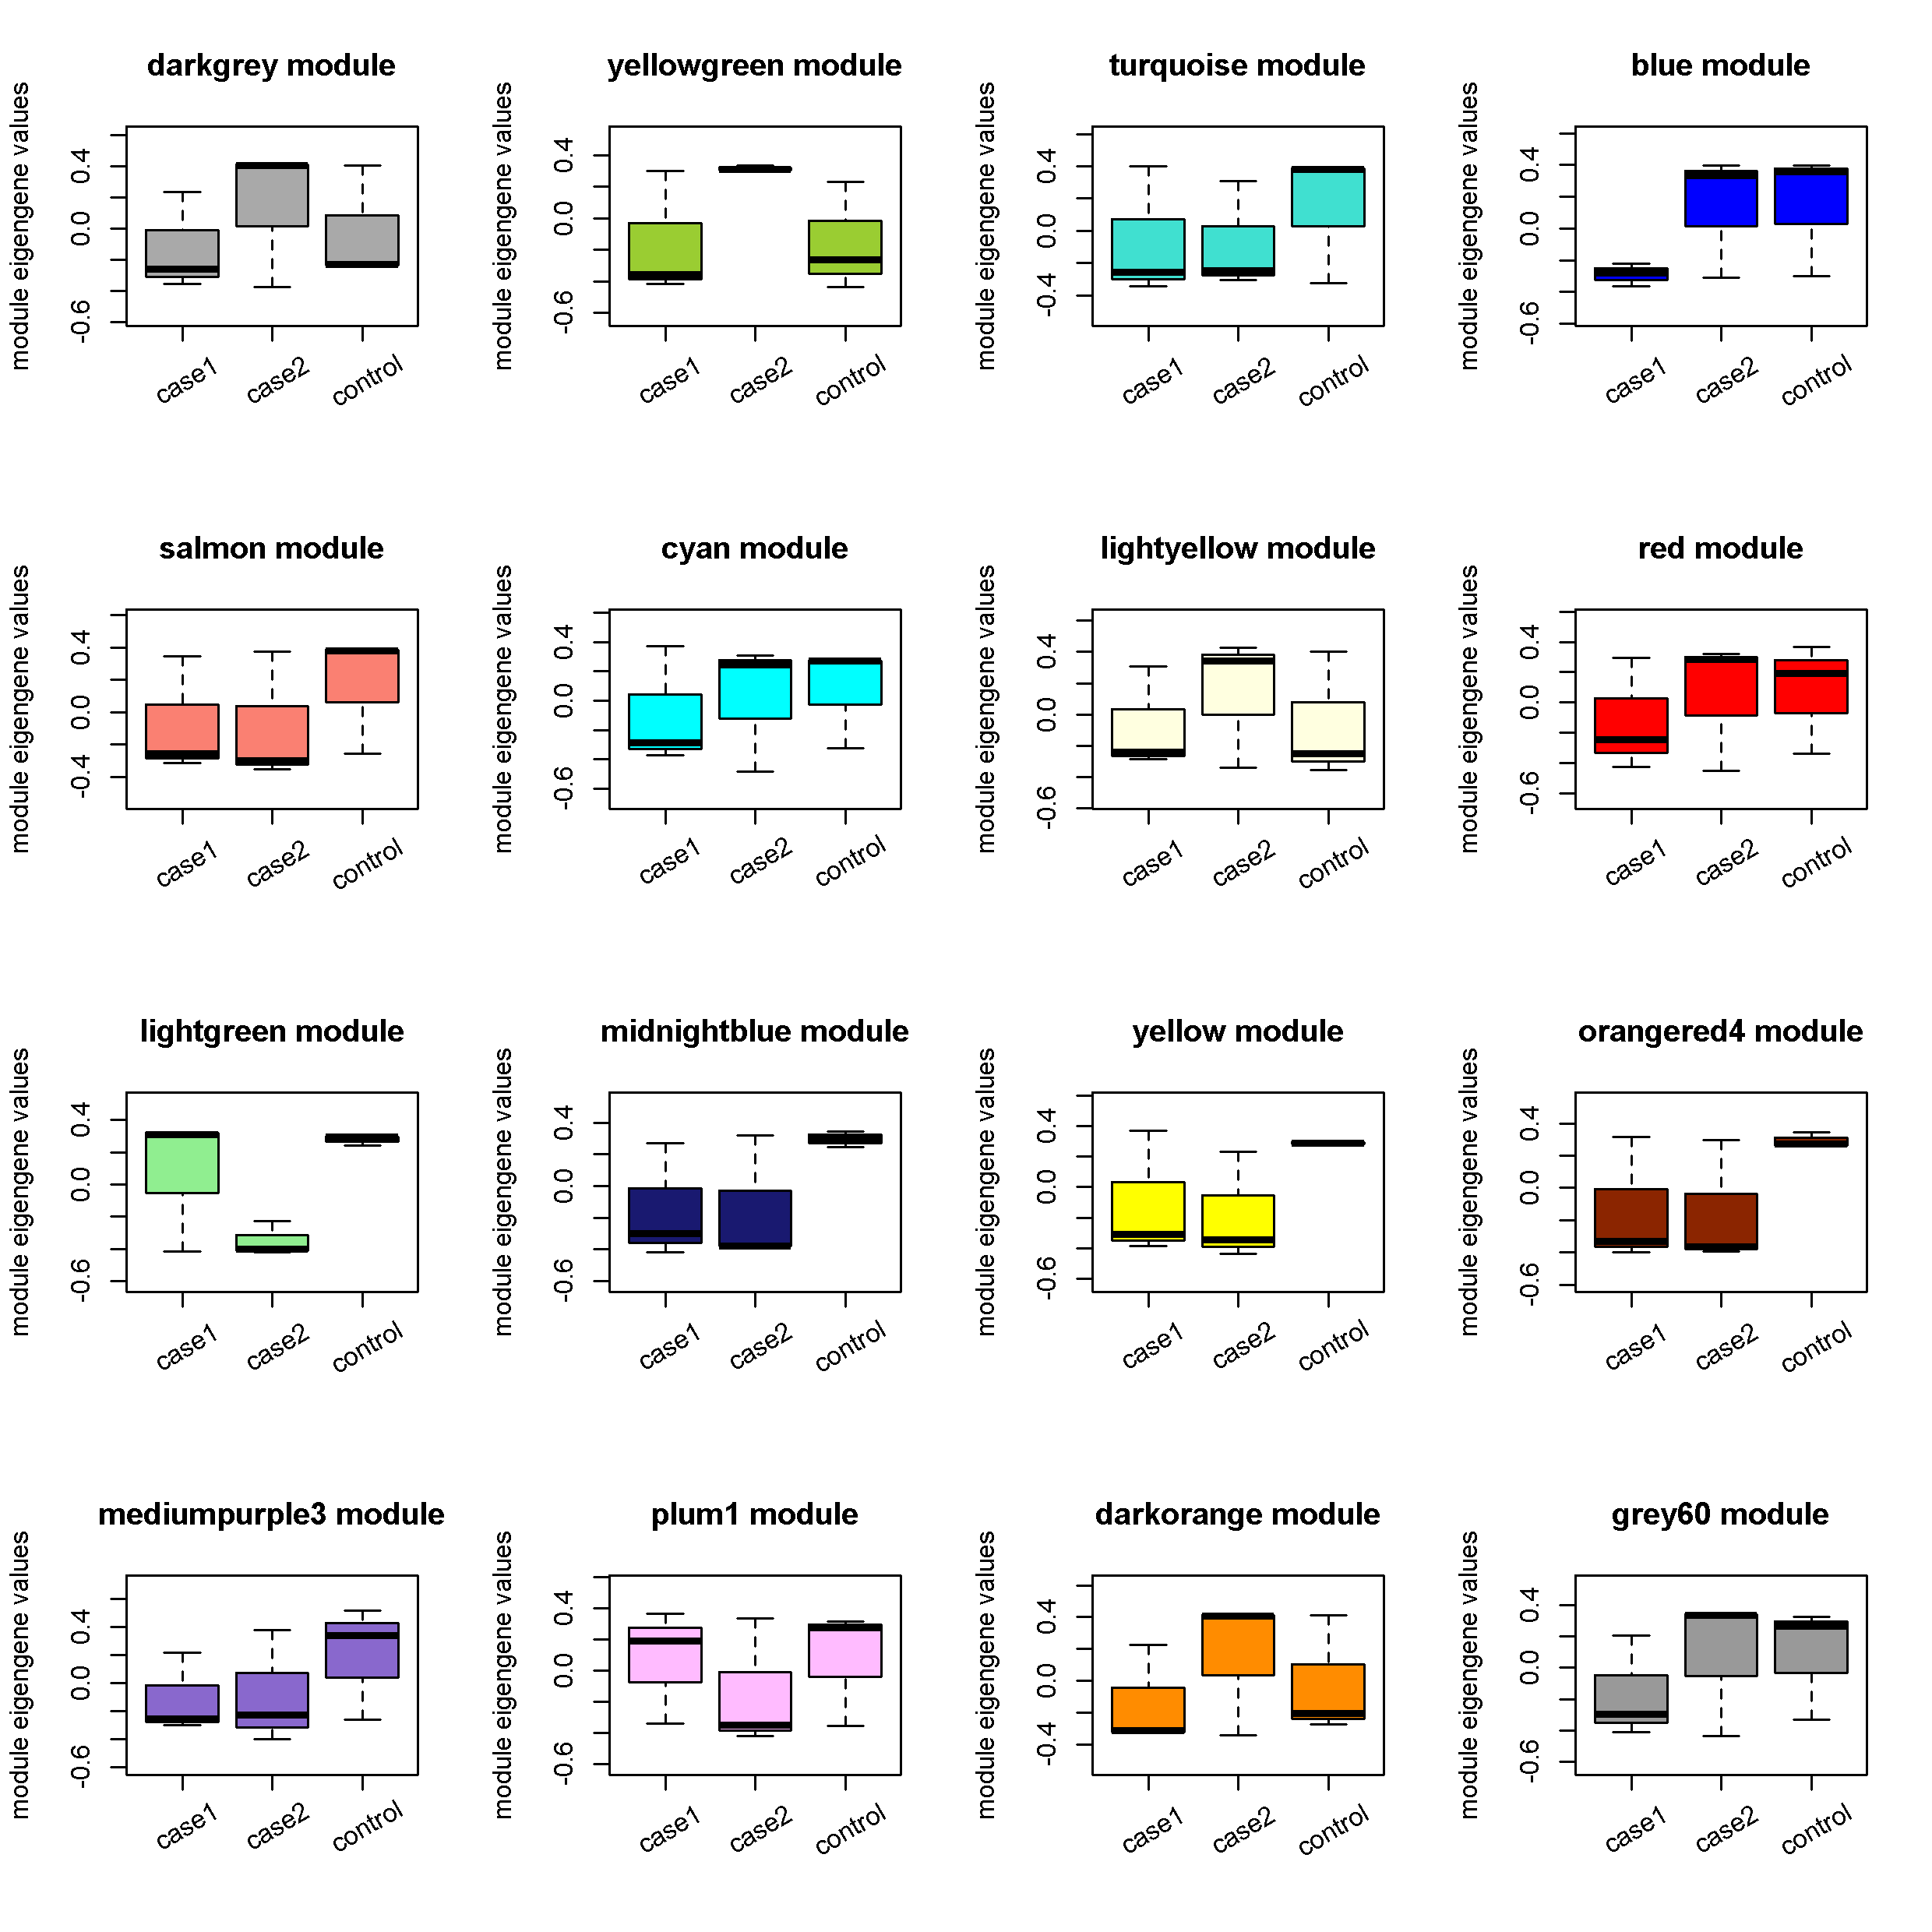 darkgrey module
module eigengene values
0.4
0.0
-0.6
case1
case2
control
yellowgreen module
module eigengene values
0.4
0.0
-0.6
case1
case2
control
turquoise module
module eigengene values
0.4
0.0
-0.4
case1
case2
control
blue module
module eigengene values
0.4
0.0
-0.6
case1
case2
control
salmon module
module eigengene values
0.4
0.0
-0.4
case1
case2
control
cyan module
module eigengene values
0.4
0.0
-0.6
case1
case2
control
lightyellow module
module eigengene values
0.4
0.0
-0.6
case1
case2
control
red module
module eigengene values
0.4
0.0
-0.6
case1
case2
control
lightgreen module
module eigengene values
0.4
0.0
-0.6
case1
case2
control
midnightblue module
module eigengene values
0.4
0.0
-0.6
case1
case2
control
yellow module
module eigengene values
0.4
0.0
-0.6
case1
case2
control
orangered4 module
module eigengene values
0.4
0.0
-0.6
case1
case2
control
mediumpurple3 module
module eigengene values
0.4
0.0
-0.6
case1
case2
control
plum1 module
module eigengene values
0.4
0.0
-0.6
case1
case2
control
darkorange module
module eigengene values
0.4
0.0
-0.4
case1
case2
control
grey60 module
module eigengene values
0.4
0.0
-0.6
case1
case2
control